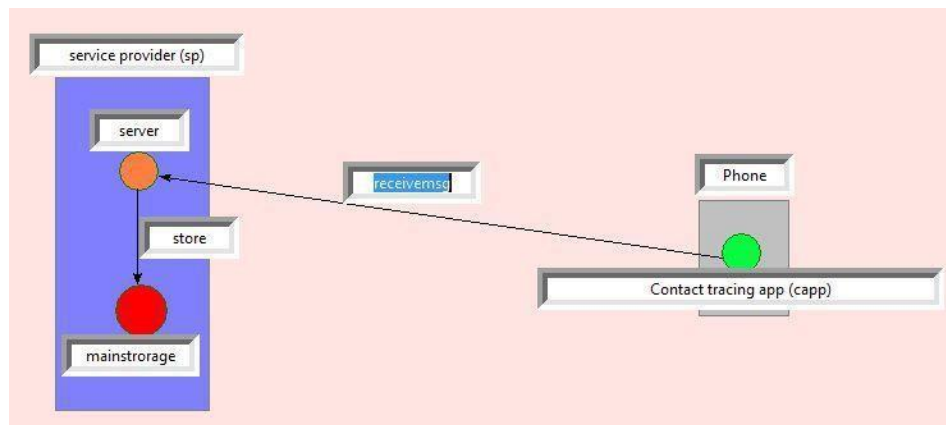 service provider (sp)
server
receivemsg
Phone
store
Contact tracing app (capp)
mainstrorage